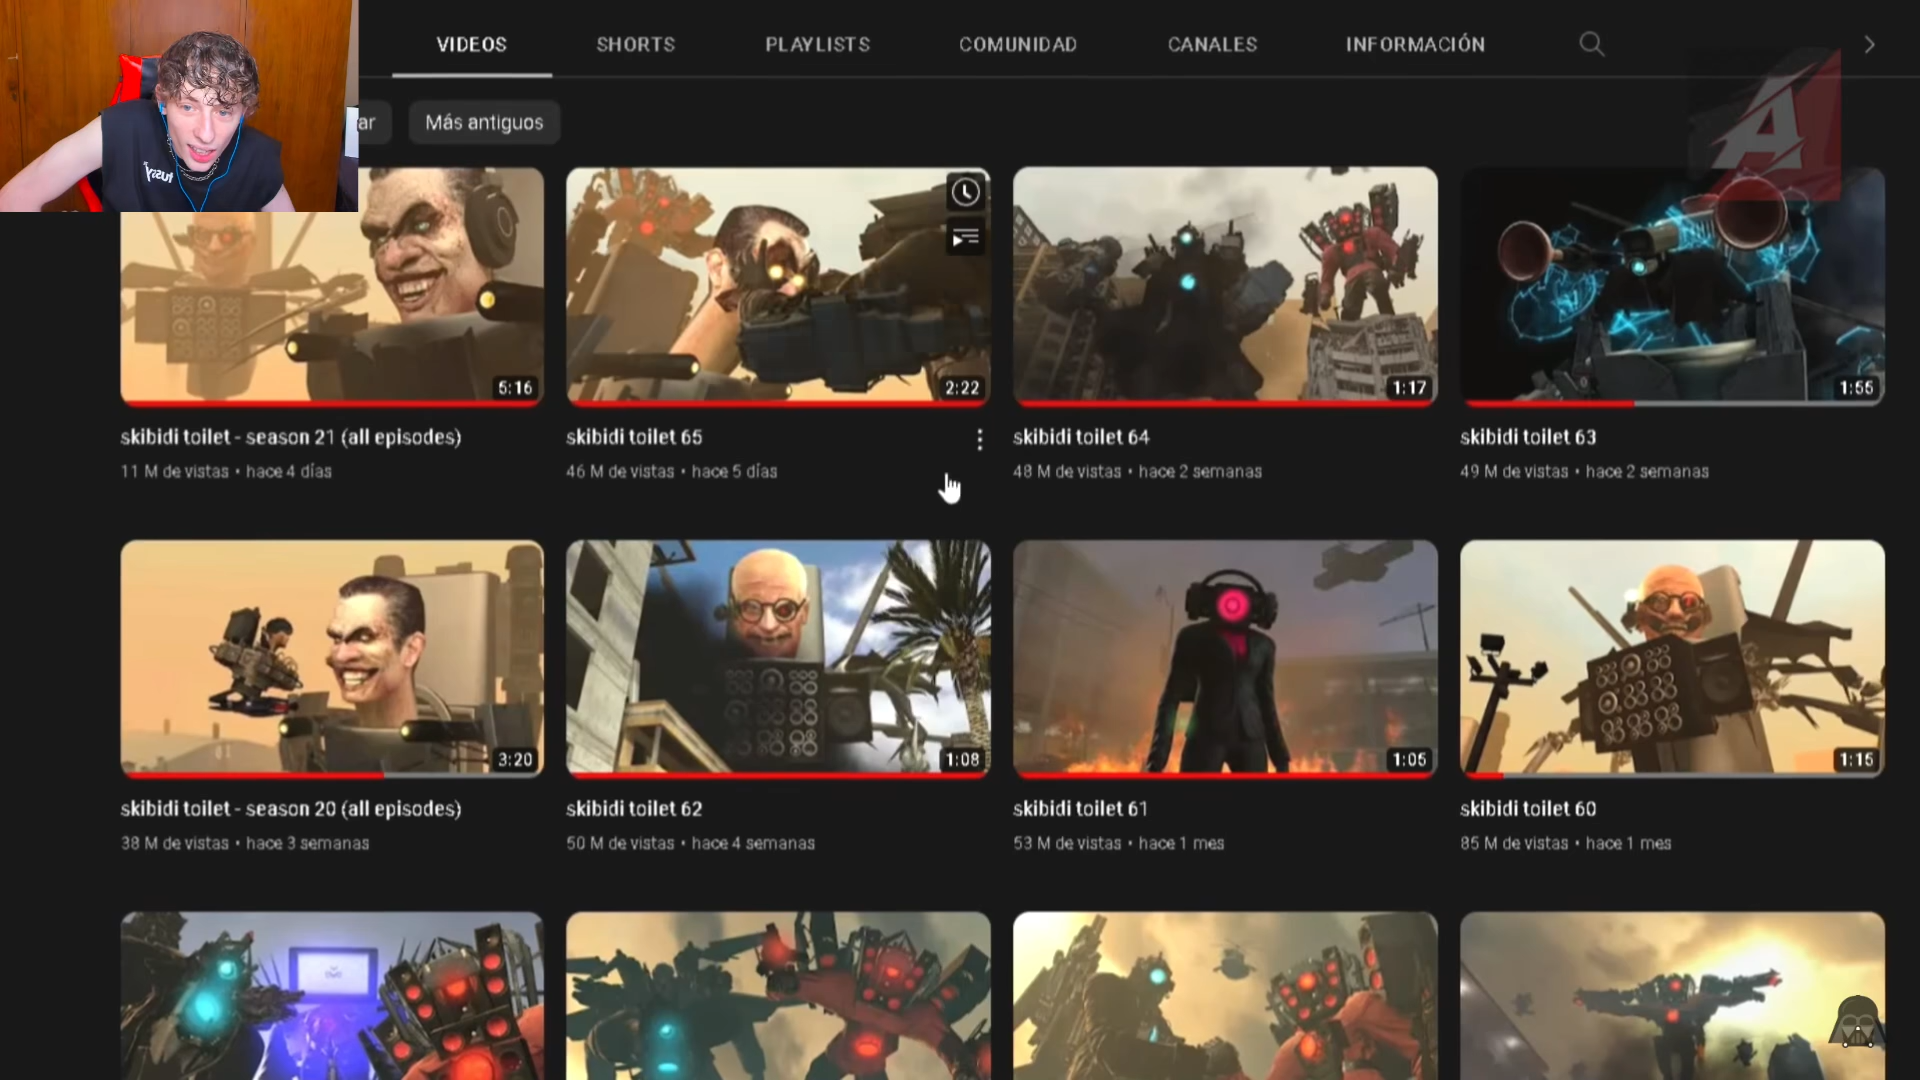 VIDEOS SHORTS PLAYLISTS COMUNIDAD CANALES INFORMACIÓN
ar Más antiguos
5:16 2:22 1:17 1:55
skibidi toilet - season 21 (all episodes) skibidi toilet 65 skibidi toilet 64 skibidi toilet 63
11 M de vistas • hace 4 días 46 M de vistas • hace 5 días 48 M de vistas • hace 2 semanas 49 M de vistas • hace 2 semanas
3:20 1:08 1:05 1:15
skibidi toilet - season 20 (all episodes) skibidi toilet 62 skibidi toilet 61 skibidi toilet 60
38 M de vistas • hace 3 semanas 50 M de vistas • hace 4 semanas 53 M de vistas • hace 1 mes 85 M de vistas • hace 1 mes